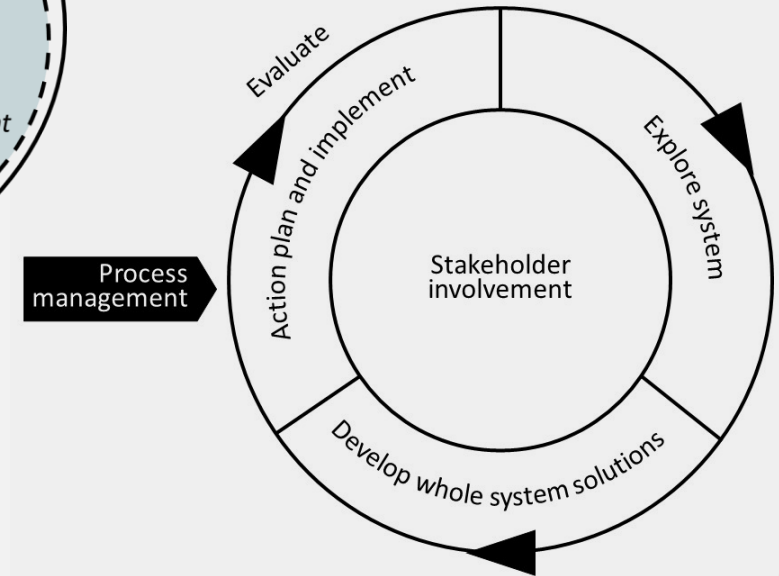 Evaluate
Action plan and implement
Explore system
Stakeholder
involvement
Process
management
Develop whole system solutions